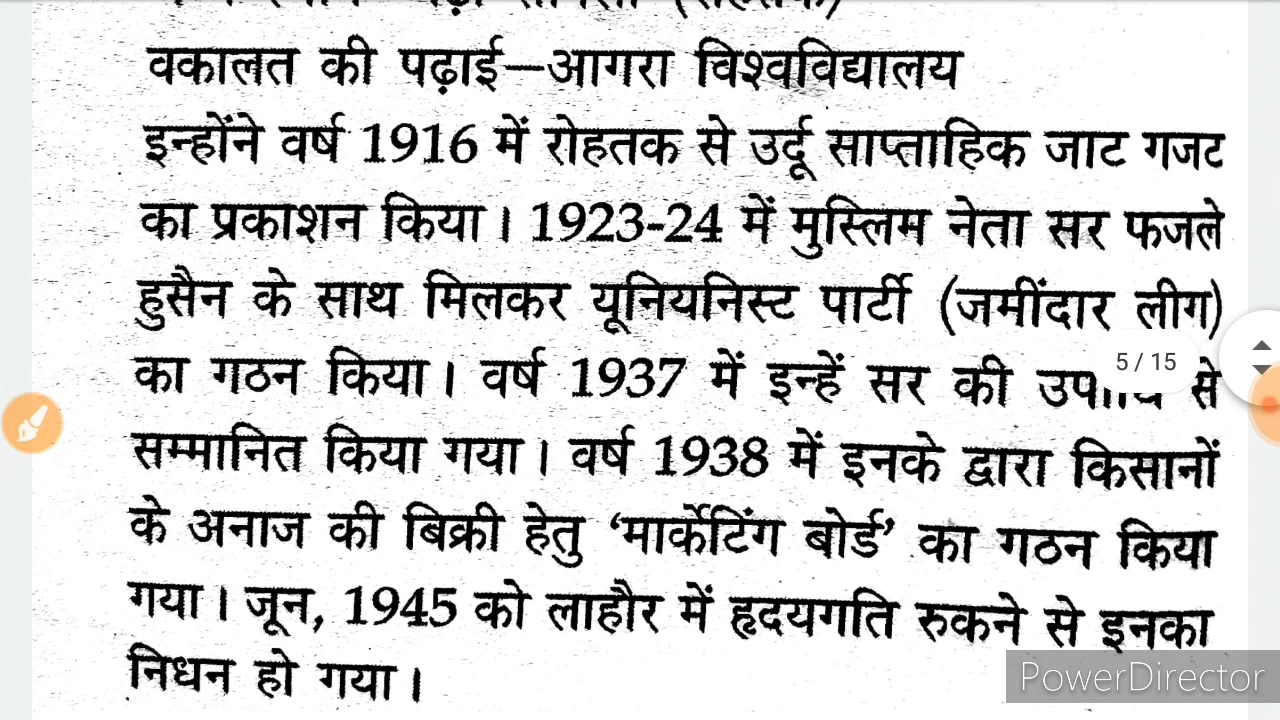 वकालत की पढ़ाई—आगरा विश्वविद्यालय
इन्होंने वर्ष 1916 में रोहतक से उर्दू साप्ताहिक जाट गजट
का प्रकाशन किया। 1923-24 में मुस्लिम नेता सर फजले
हुसैन के साथ मिलकर यूनियनिस्ट पार्टी (जमींदार लीग)
का गठन किया। वर्ष 1937 में इन्हें सर की से
5 / 15
सम्मानित किया गया। वर्ष 1938 में इनके द्वारा किसानों
के अनाज की बिक्री हेतु ‘मार्केटिंग बोर्ड’ का गठन किया
गया। जून, 1945 को लाहौर में हृदयगति रुकने से इनका
निधन हो गया।
PowerDirector